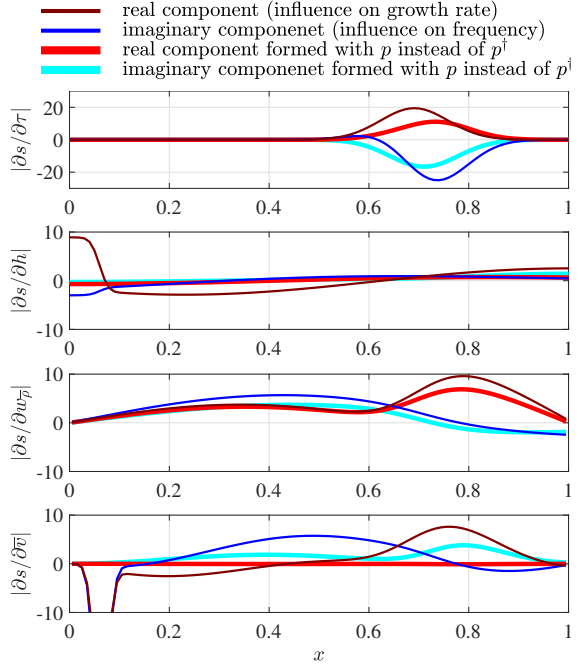 real component (influence on growth rate)
imaginary componenet (influence on frequency)
real component formed with p instead of p†
imaginary componenet formed with p instead of p†
|∂s/∂τ|
20
0
-20
0 0.2 0.4 0.6 0.8 1
|∂s/∂h|
10
0
-10
0 0.2 0.4 0.6 0.8 1
|∂s/∂w_p̅|
10
0
-10
0 0.2 0.4 0.6 0.8 1
|∂s/∂v̅|
10
0
-10
0 0.2 0.4 0.6 0.8 1
x